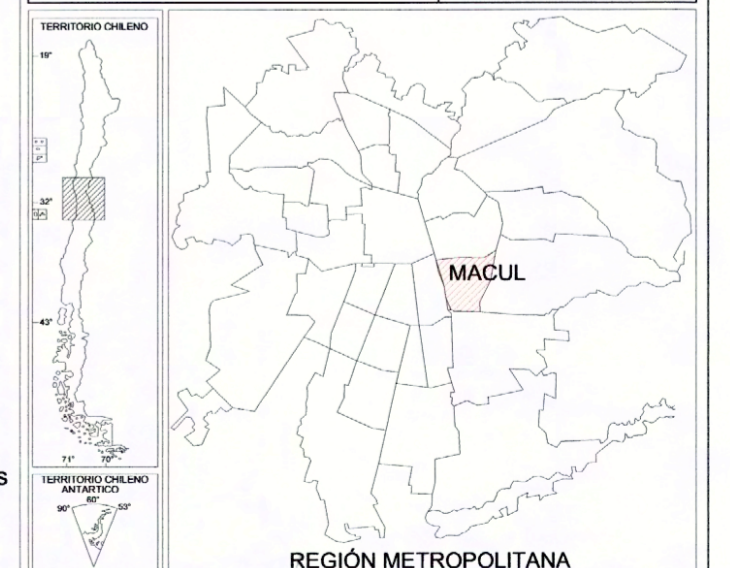 TERRITORIO CHILENO
19°
32°
43°
71° 70°
S
TERRITORIO CHILENO
ANTARTICO
90° 60° 53°
MACUL
REGIÓN METROPOLITANA